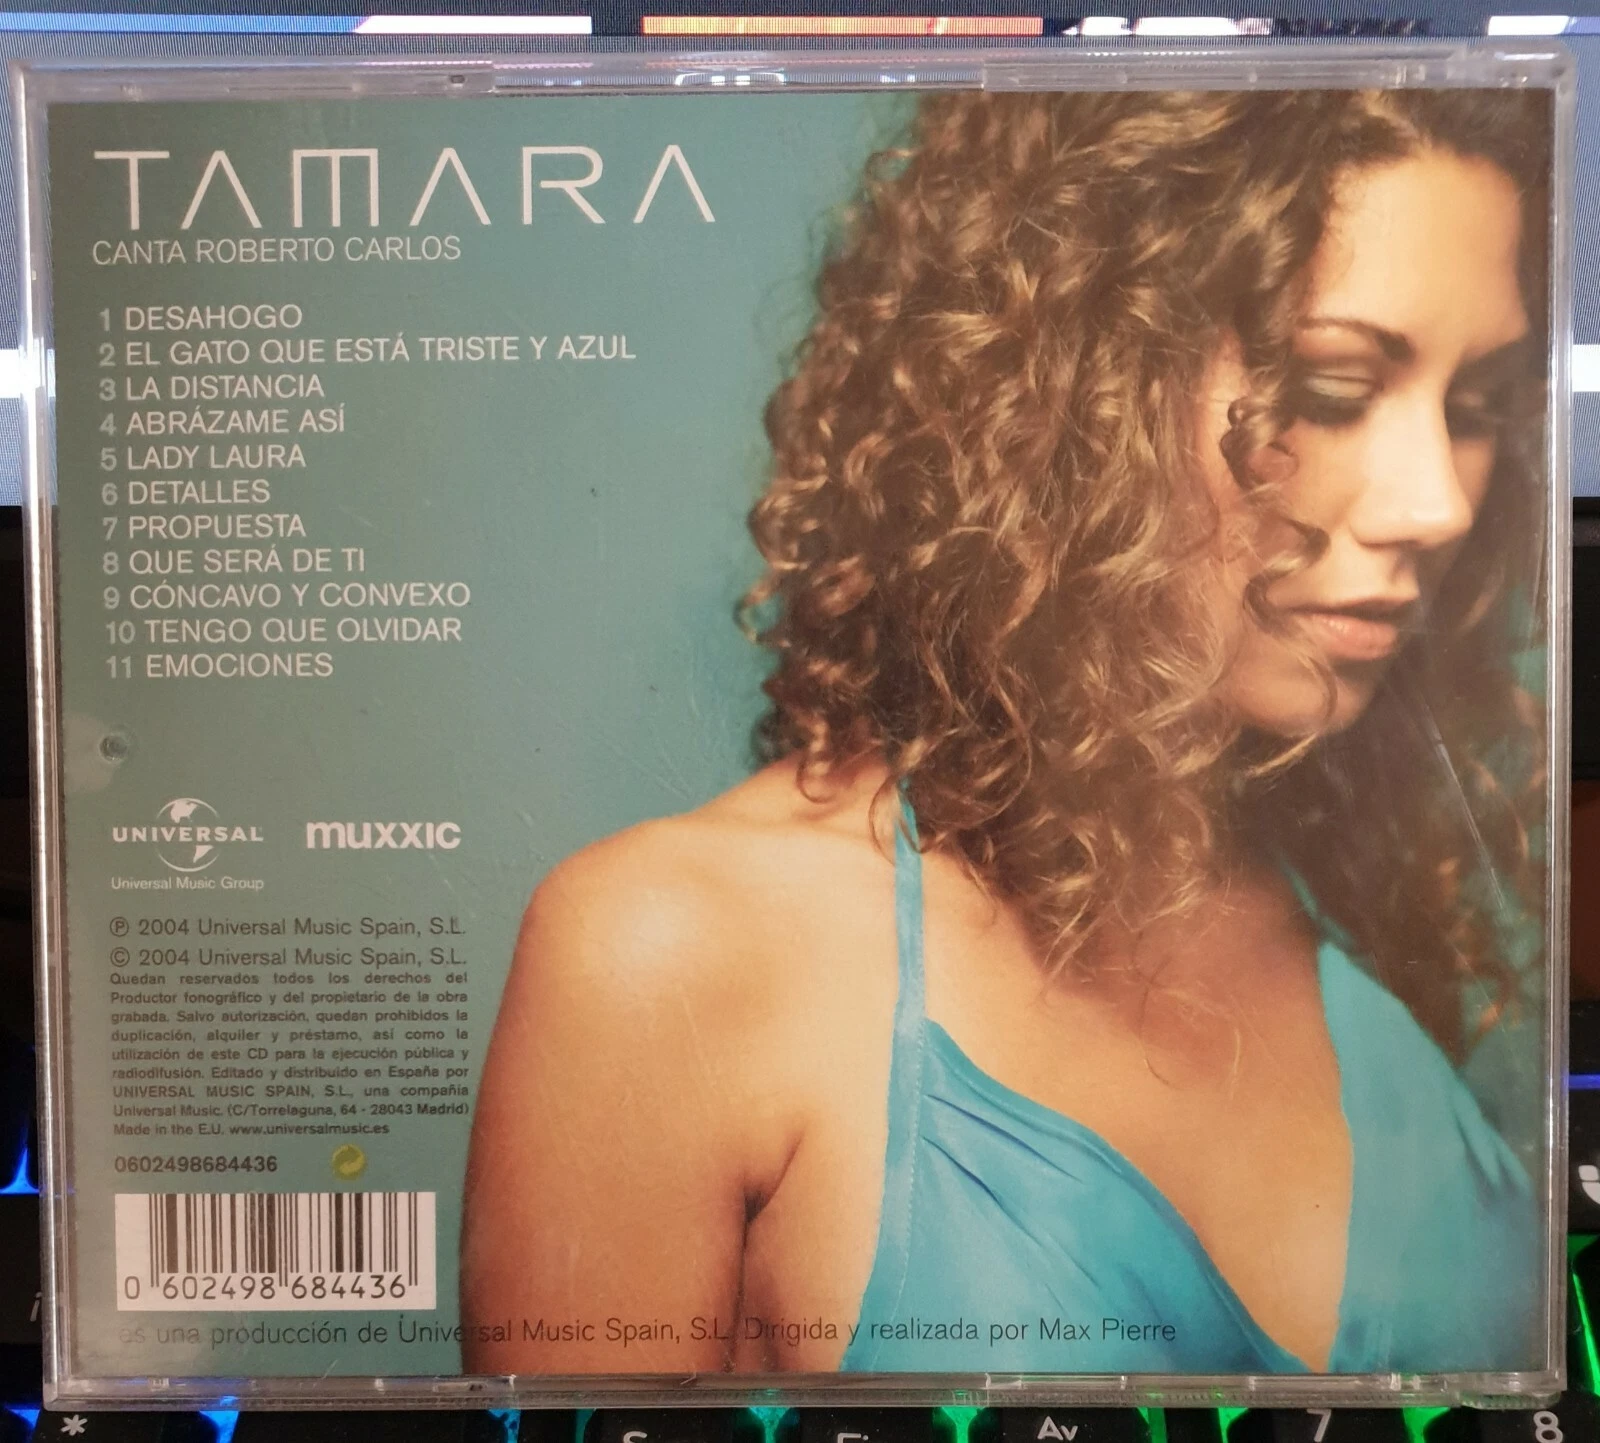 TAMARA
CANTA ROBERTO CARLOS
1 DESAHOGO
2 EL GATO QUE ESTÁ TRISTE Y AZUL
3 LA DISTANCIA
4 ABRÁZAME ASÍ
5 LADY LAURA
6 DETALLES
7 PROPUESTA
8 QUE SERÁ DE TI
9 CÓNCAVO Y CONVEXO
10 TENGO QUE OLVIDAR
11 EMOCIONES
UNIVERSAL muxxic
Universal Music Group
℗ 2004 Universal Music Spain, S.L.
© 2004 Universal Music Spain, S.L.
Quedan reservados todos los derechos del
Productor fonográfico y del propietario de la obra
grabada. Salvo autorización, quedan prohibidos la
duplicación, alquiler y préstamo, así como la
utilización de este CD para la ejecución pública y
radiodifusión. Editado y distribuido en España por
UNIVERSAL MUSIC SPAIN, S.L., una compañia
Universal Music. (C/Torrelaguna, 64 - 28043 Madrid)
Made in the E.U. www.universalmusic.es
0602498684436
0 602498 684436
es una producción de Universal Music Spain, S.L. Dirigida y realizada por Max Pierre
* Av 7 8